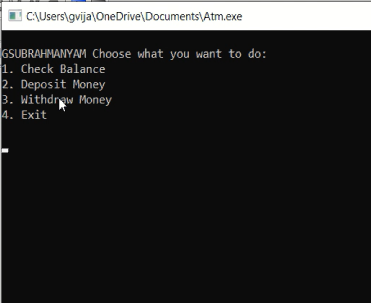 C:\Users\gvija\OneDrive\Documents\Atm.exe
GSUBRAHMANYAM Choose what you want to do:
1. Check Balance
2. Deposit Money
3. Withdraw Money
4. Exit